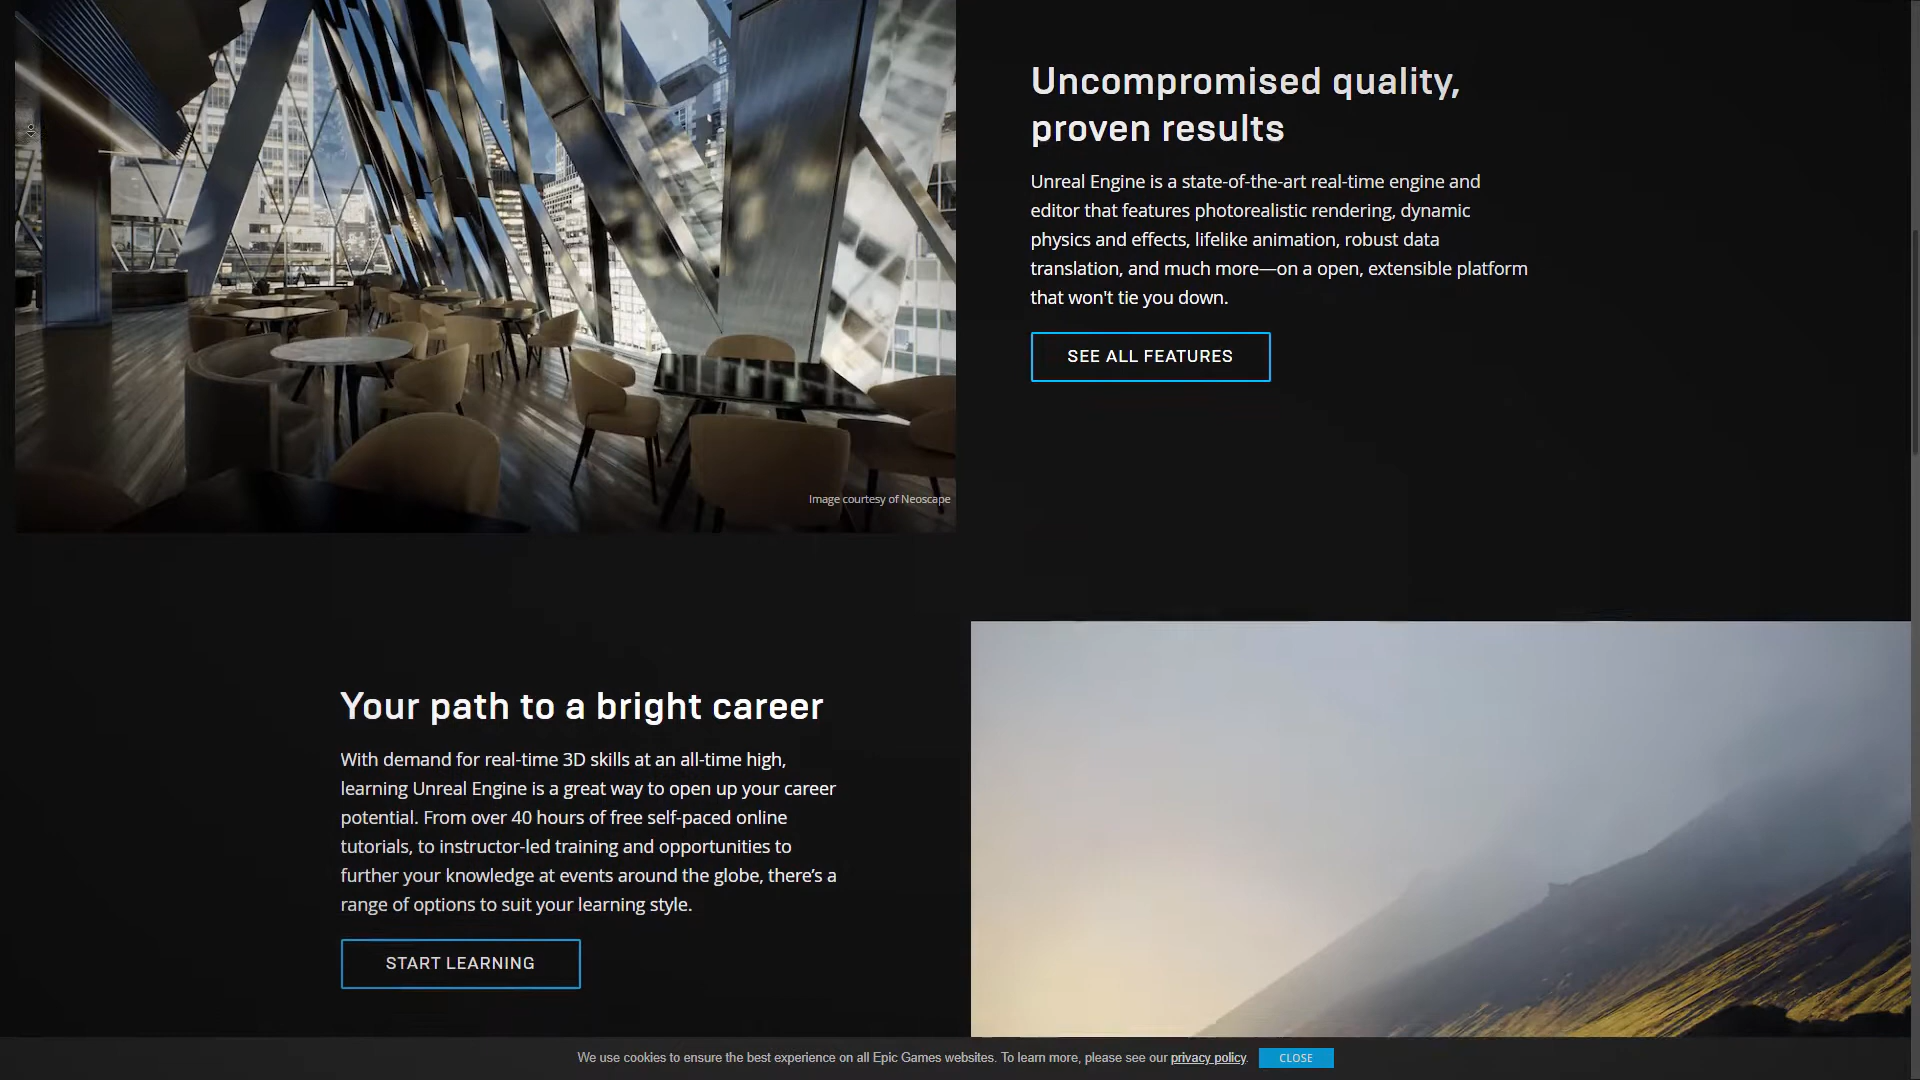 Uncompromised quality,
proven results
Unreal Engine is a state-of-the-art real-time engine and
editor that features photorealistic rendering, dynamic
physics and effects, lifelike animation, robust data
translation, and much more—on a open, extensible platform
that won't tie you down.
SEE ALL FEATURES
Image courtesy of Neoscape
Your path to a bright career
With demand for real-time 3D skills at an all-time high,
learning Unreal Engine is a great way to open up your career
potential. From over 40 hours of free self-paced online
tutorials, to instructor-led training and opportunities to
further your knowledge at events around the globe, there’s a
range of options to suit your learning style.
START LEARNING
We use cookies to ensure the best experience on all Epic Games websites. To learn more, please see our privacy policy. CLOSE